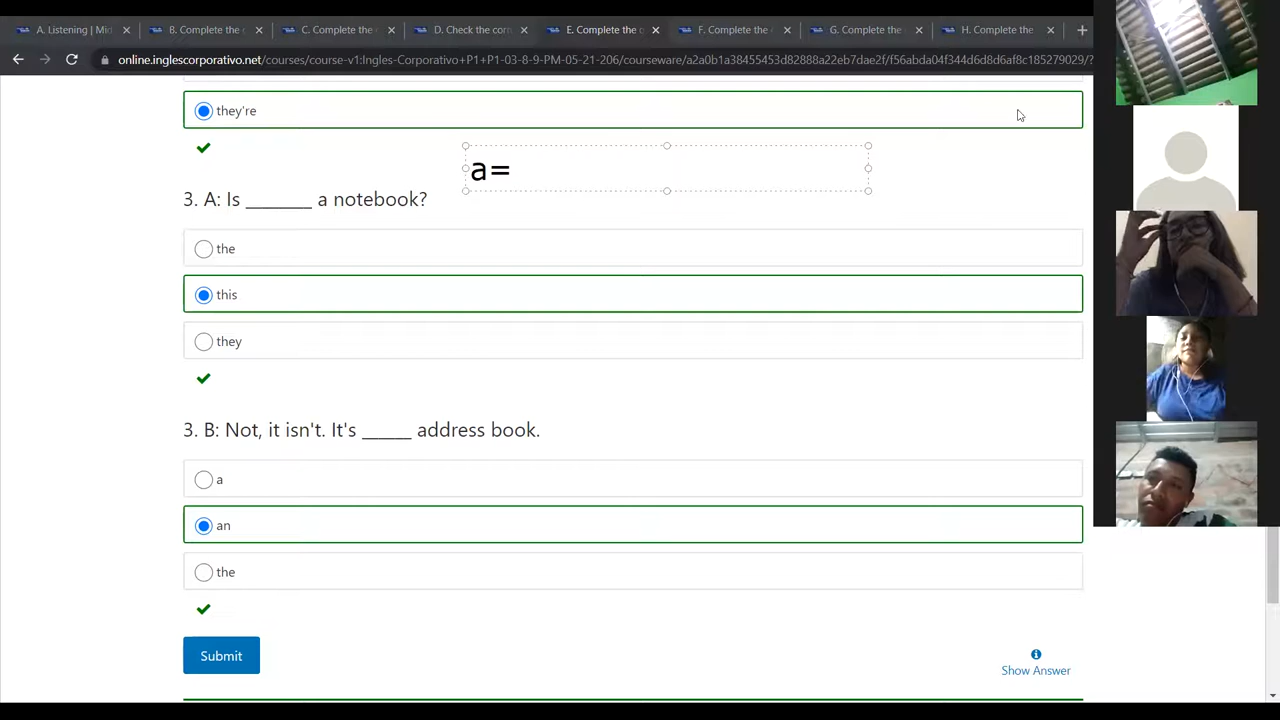 A. Listening | Mid
B. Complete the c
C. Complete the
D. Check the corr
E. Complete the c
F. Complete the
G. Complete the
H. Complete the
online.inglescorporativo.net/courses/course-v1:Ingles-Corporativo+P1+P1-03-8-9-PM-05-21-206/courseware/a2a0b1a38455453d82888a22eb7dae2f/f56abda04f344d6d8d6af8c185279029/?
they're
a=
3. A: Is ________ a notebook?
the
this
they
3. B: Not, it isn't. It's ______ address book.
a
an
the
Submit
Show Answer